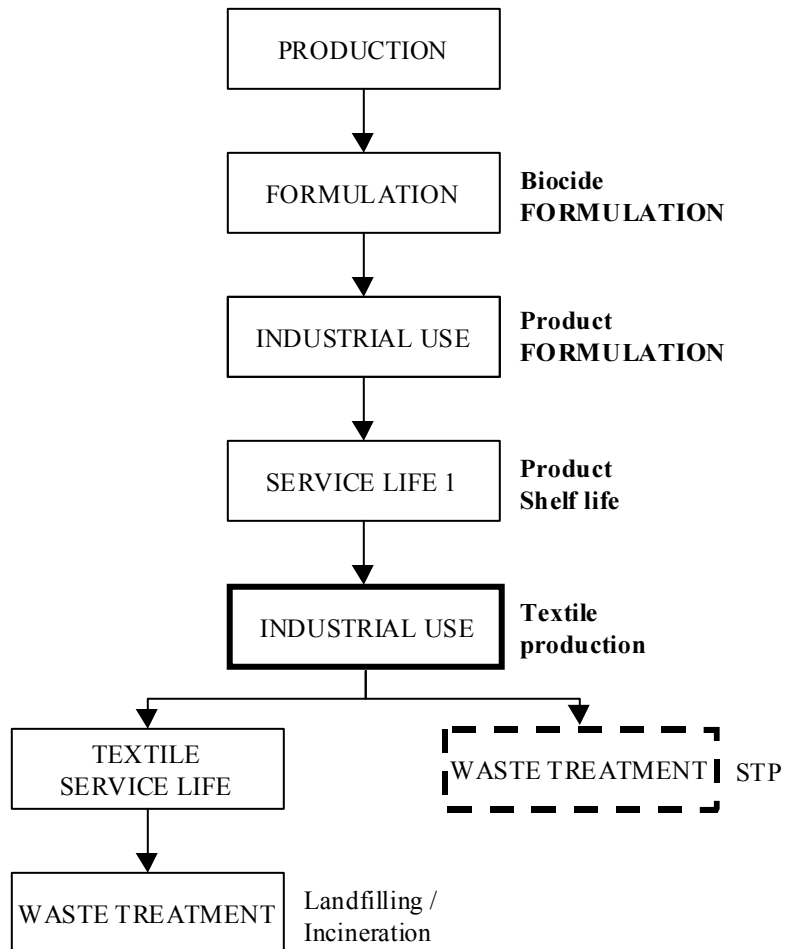 PRODUCTION
FORMULATION
Biocide
FORMULATION
INDUSTRIAL USE
Product
FORMULATION
SERVICE LIFE 1
Product
Shelf life
INDUSTRIAL USE
Textile
production
TEXTILE
SERVICE LIFE
WASTE TREATMENT
STP
WASTE TREATMENT
Landfilling /
Incineration